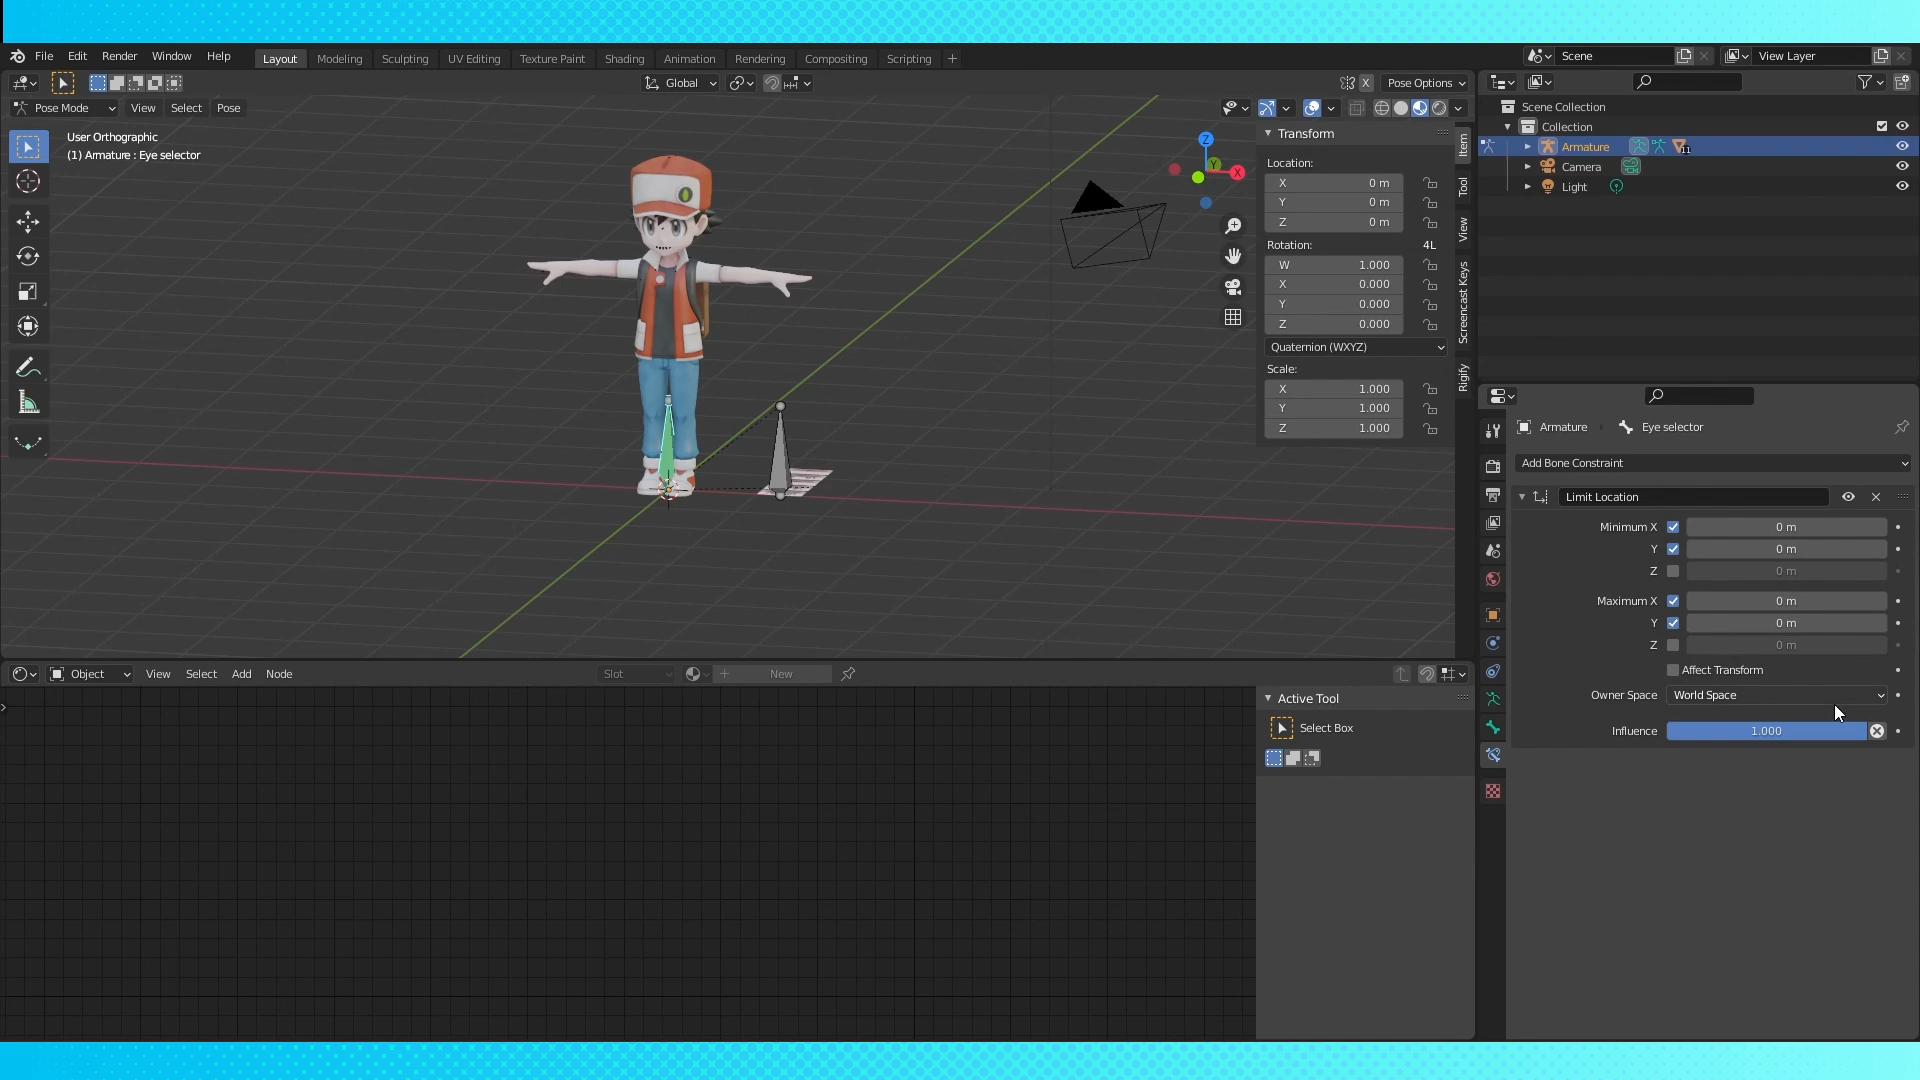 File Edit Render Window Help Layout Modeling Sculpting UV Editing Texture Paint Shading Animation Rendering Compositing Scripting + Scene View Layer
Global X Pose Options
Pose Mode View Select Pose
User Orthographic
(1) Armature : Eye selector
Z
Y
X
Transform
Location:
X 0 m
Y 0 m
Z 0 m
Rotation: 4L
W 1.000
X 0.000
Y 0.000
Z 0.000
Quaternion (WXYZ)
Scale:
X 1.000
Y 1.000
Z 1.000
Item
Tool
View
Screencast Keys
Rigify
Scene Collection
Collection
Armature 11
Camera
Light
Armature Eye selector
Add Bone Constraint
Limit Location
Minimum X 0 m
Y 0 m
Z 0 m
Maximum X 0 m
Y 0 m
Z 0 m
Affect Transform
Owner Space World Space
Influence 1.000
Object View Select Add Node Slot + New
Active Tool
Select Box